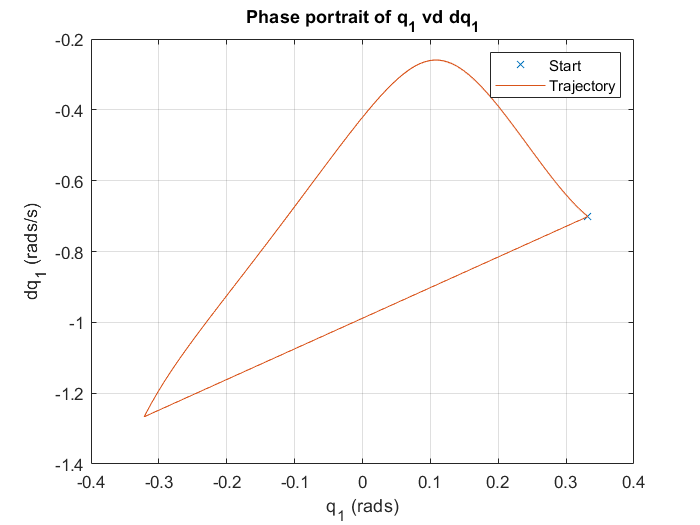 Phase portrait of q1 vd dq1
Start
Trajectory
-0.2
-0.4
-0.6
-0.8
-1
-1.2
-1.4
dq1 (rads/s)
-0.4 -0.3 -0.2 -0.1 0 0.1 0.2 0.3 0.4
q1 (rads)